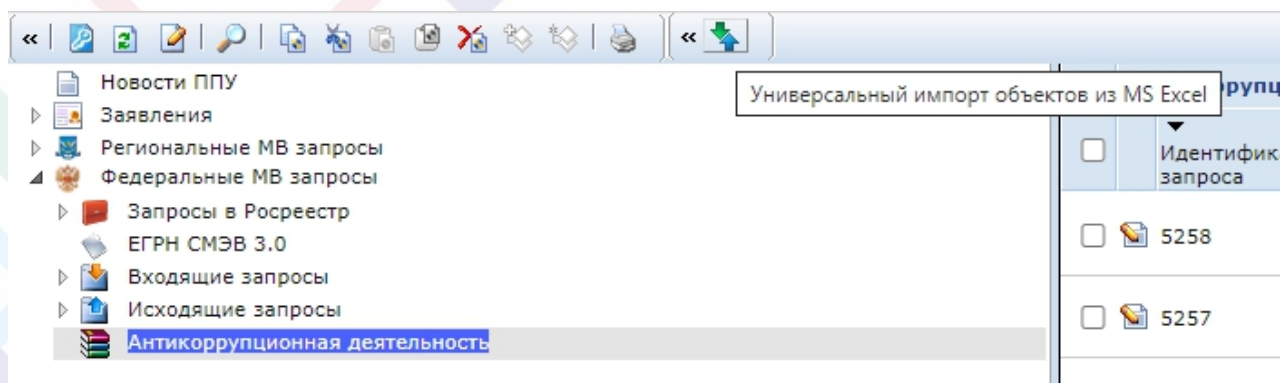 Универсальный импорт объектов из MS Excel
Новости ППУ
Заявления
Региональные МВ запросы
Федеральные МВ запросы
Запросы в Росреестр
ЕГРН СМЭВ 3.0
Входящие запросы
Исходящие запросы
Антикоррупционная деятельность
Идентифик
запроса
5258
5257